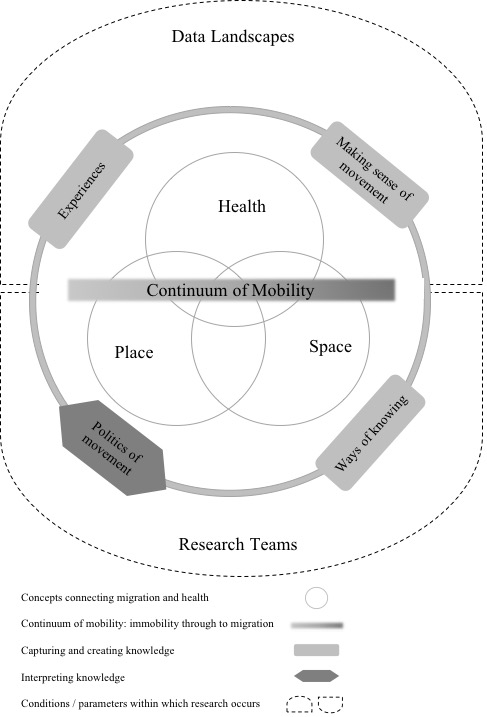 Data Landscapes
Experiences
Making sense of
movement
Health
Continuum of Mobility
Place
Space
Politics of
movement
Ways of knowing
Research Teams
Concepts connecting migration and health
Continuum of mobility: immobility through to migration
Capturing and creating knowledge
Interpreting knowledge
Conditions / parameters within which research occurs